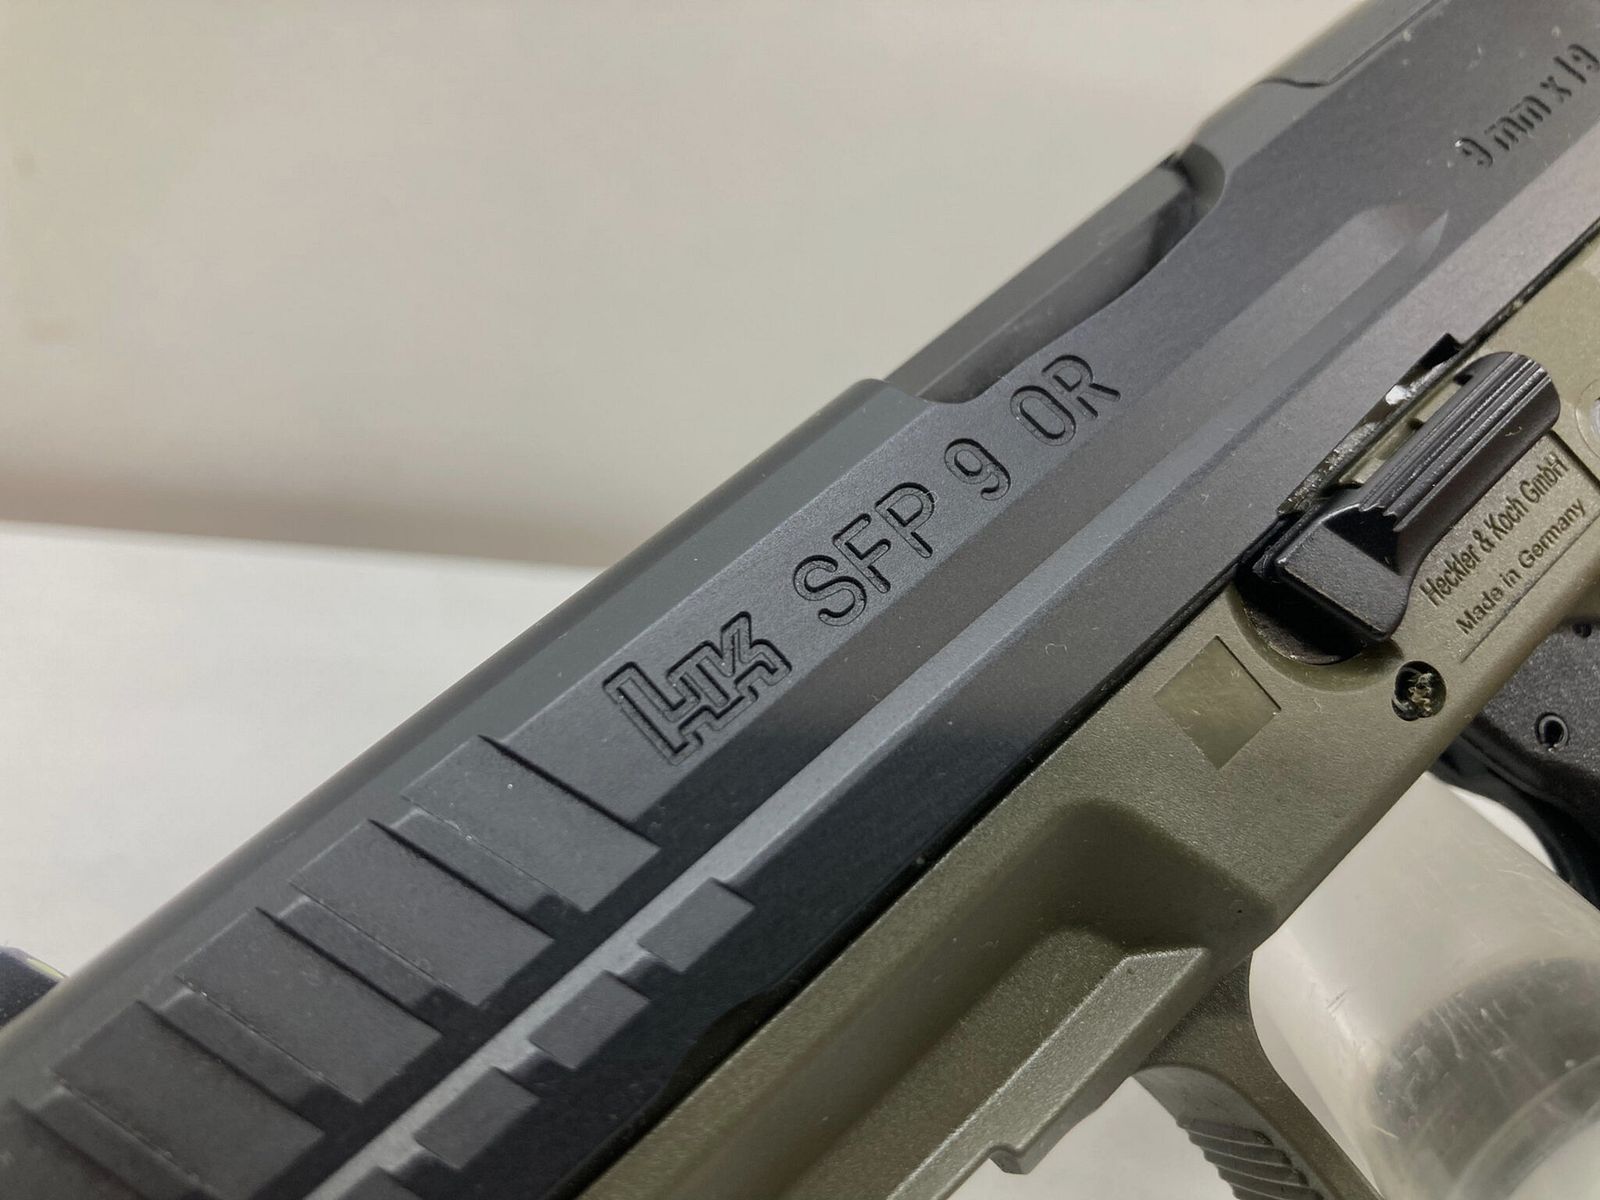 HK SFP 9 OR
9 mm x 19
Heckler & Koch GmbH
Made in Germany